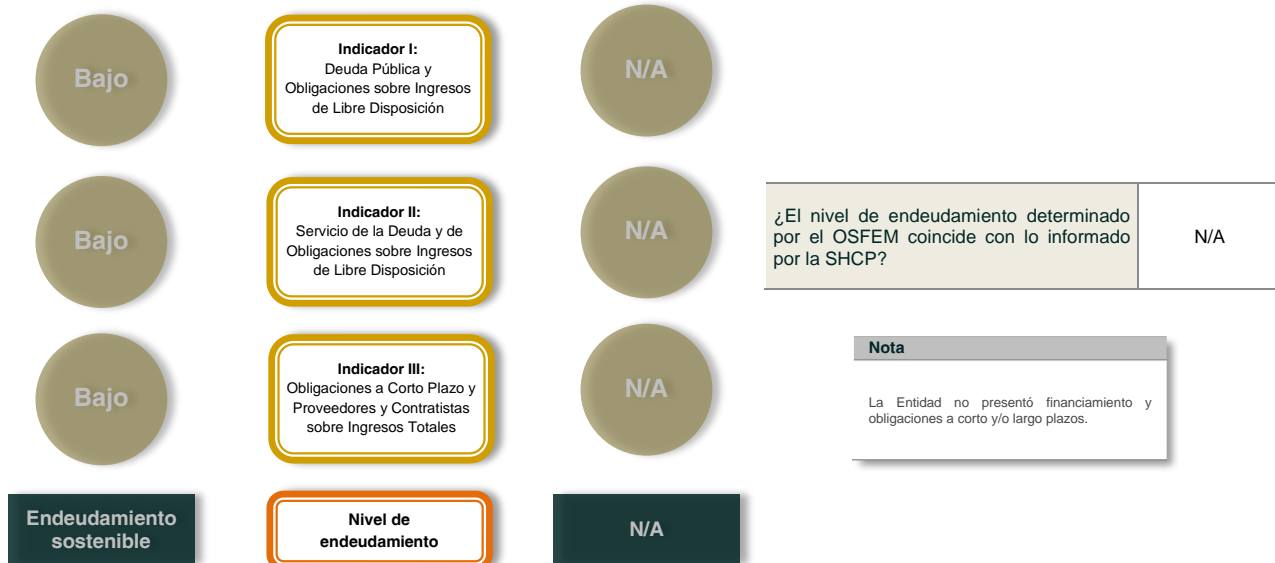 Bajo
Indicador I:
Deuda Pública y
Obligaciones sobre Ingresos
de Libre Disposición
N/A
Bajo
Indicador II:
Servicio de la Deuda y de
Obligaciones sobre Ingresos
de Libre Disposición
N/A
¿El nivel de endeudamiento determinado
por el OSFEM coincide con lo informado
por la SHCP?
N/A
Bajo
Indicador III:
Obligaciones a Corto Plazo y
Proveedores y Contratistas
sobre Ingresos Totales
N/A
Nota
La Entidad no presentó financiamiento y
obligaciones a corto y/o largo plazos.
Endeudamiento
sostenible
Nivel de
endeudamiento
N/A